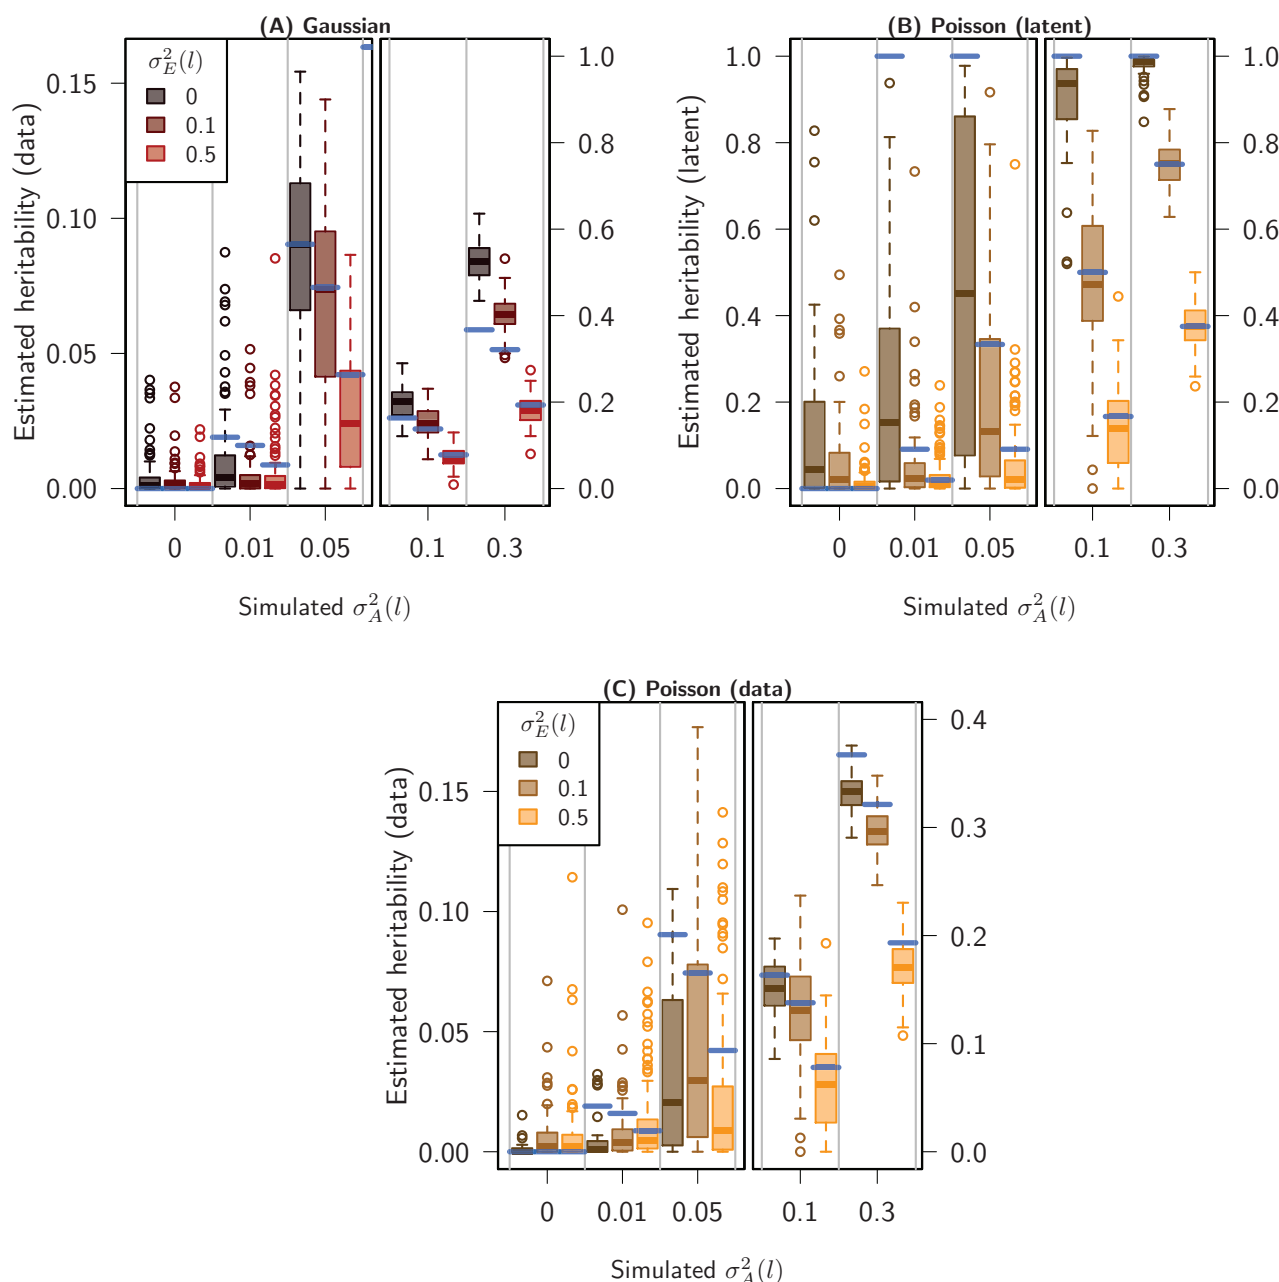 (A) Gaussian
Estimated heritability (data)
0.15
0.10
0.05
0.00
σ²_E(l)
0
0.1
0.5
1.0
0.8
0.6
0.4
0.2
0.0
0 0.01 0.05 0.1 0.3
Simulated σ²_A(l)
(B) Poisson (latent)
Estimated heritability (latent)
1.0
0.8
0.6
0.4
0.2
0.0
1.0
0.8
0.6
0.4
0.2
0.0
0 0.01 0.05 0.1 0.3
Simulated σ²_A(l)
(C) Poisson (data)
Estimated heritability (data)
0.15
0.10
0.05
0.00
σ²_E(l)
0
0.1
0.5
0.4
0.3
0.2
0.1
0.0
0 0.01 0.05 0.1 0.3
Simulated σ²_A(l)